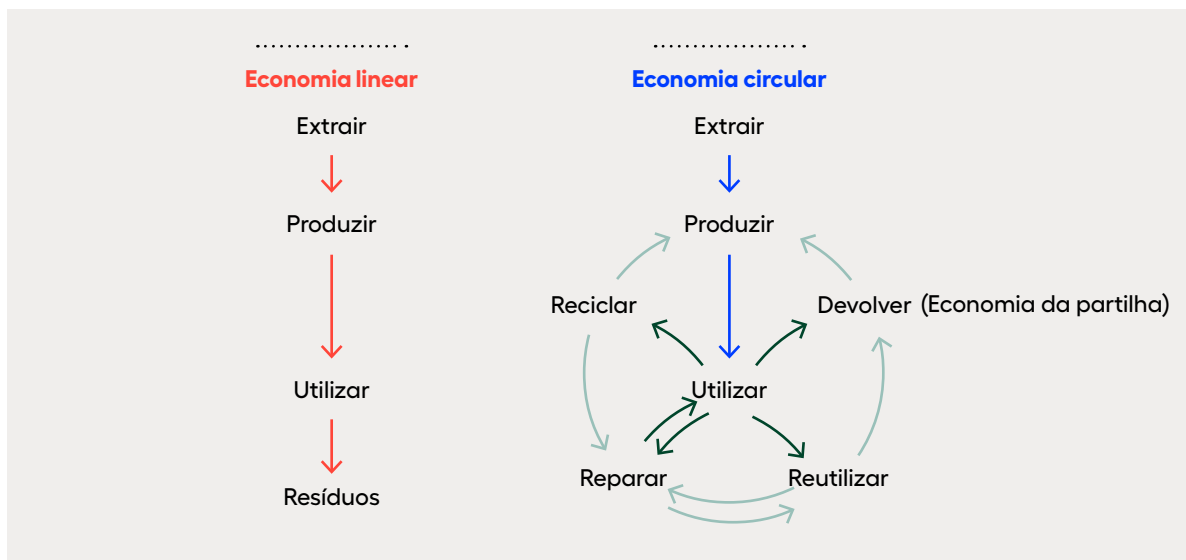 Economia linear
Extrair
Produzir
Utilizar
Resíduos
Economia circular
Extrair
Produzir
Reciclar
Devolver (Economia da partilha)
Utilizar
Reparar
Reutilizar